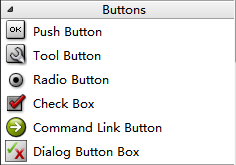 Buttons
OK Push Button
Tool Button
Radio Button
Check Box
Command Link Button
Dialog Button Box